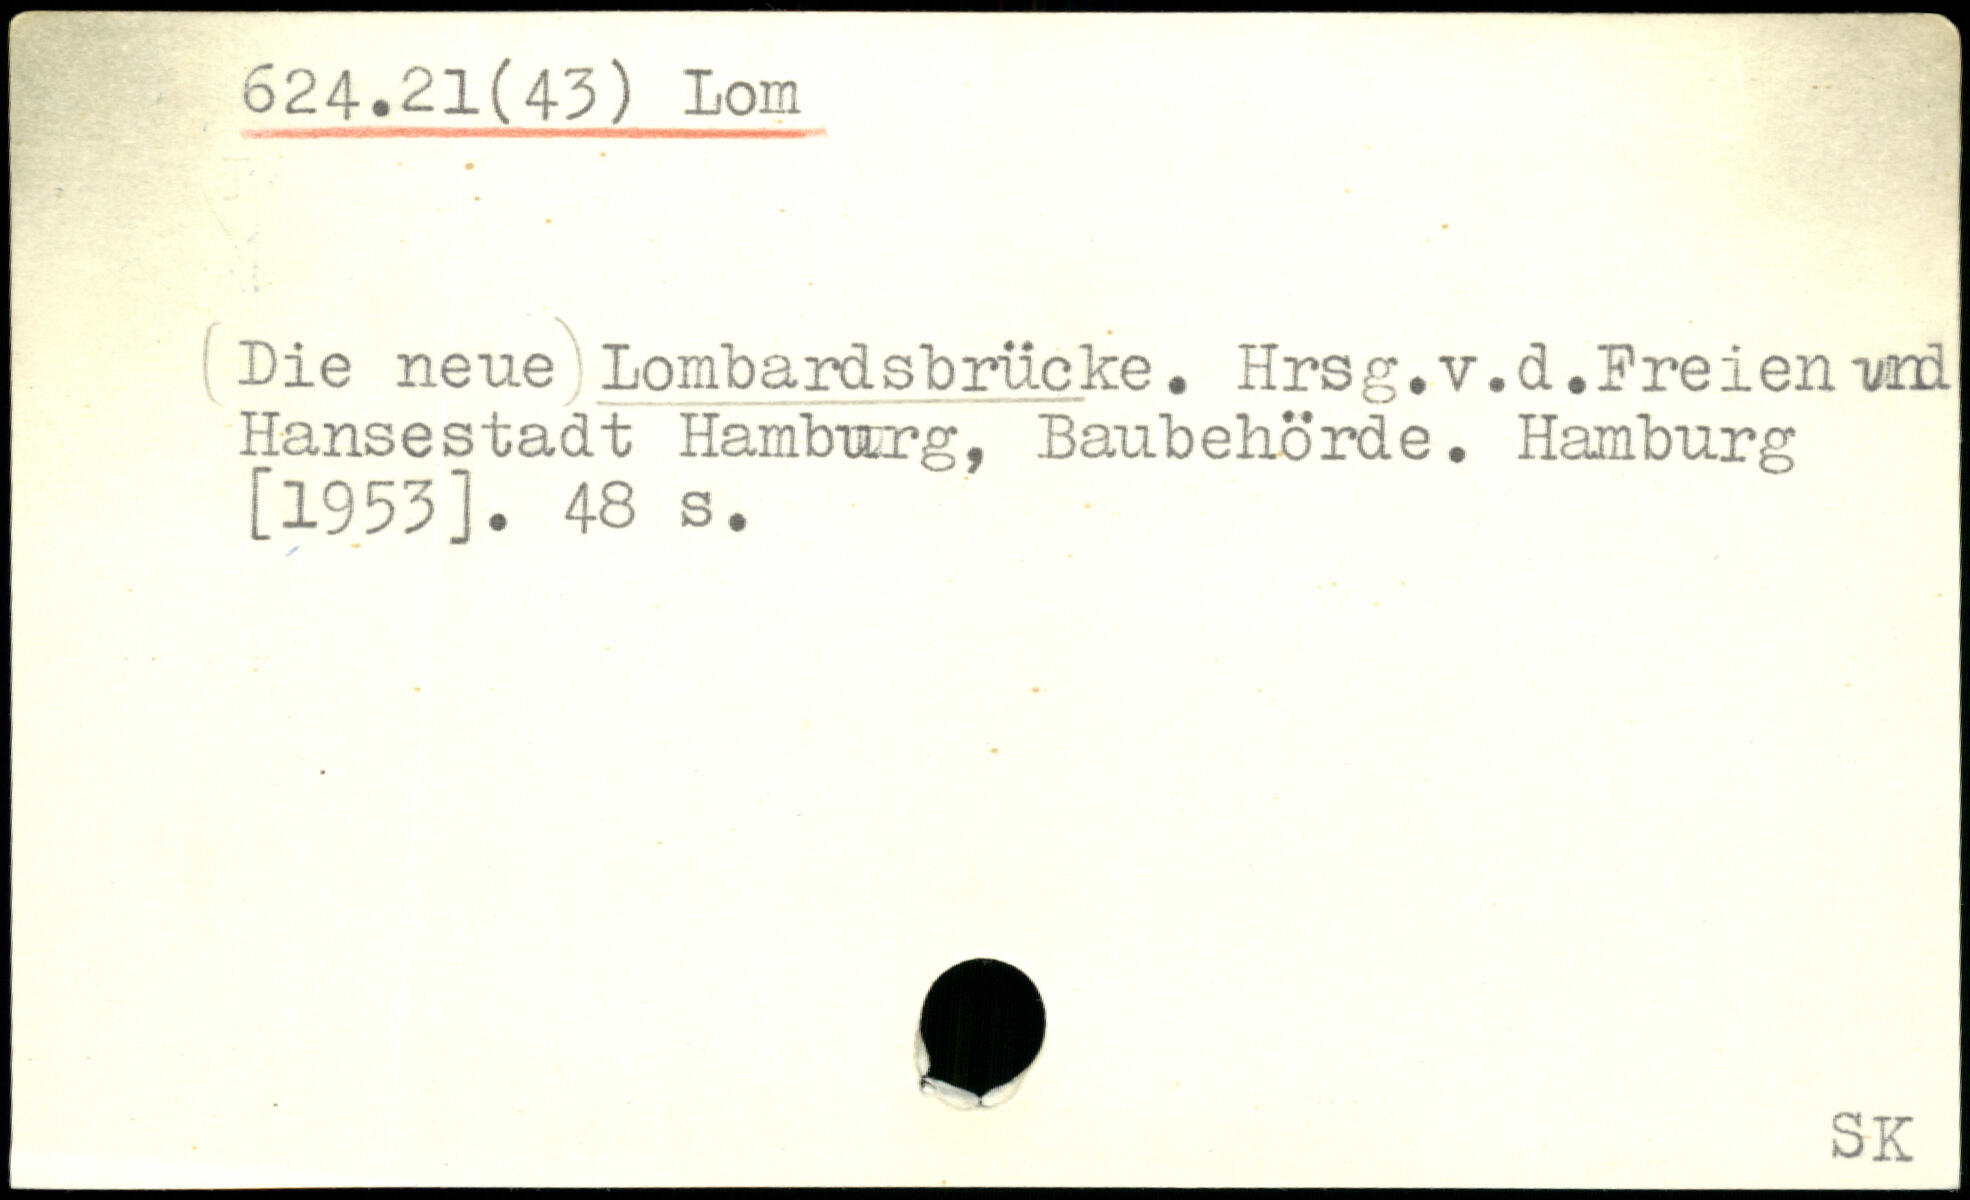 624.21(43) Lom
(Die neue) Lombardsbrücke. Hrsg.v.d.Freien und
Hansestadt Hamburg, Baubehörde. Hamburg
[1953]. 48 s.
SK